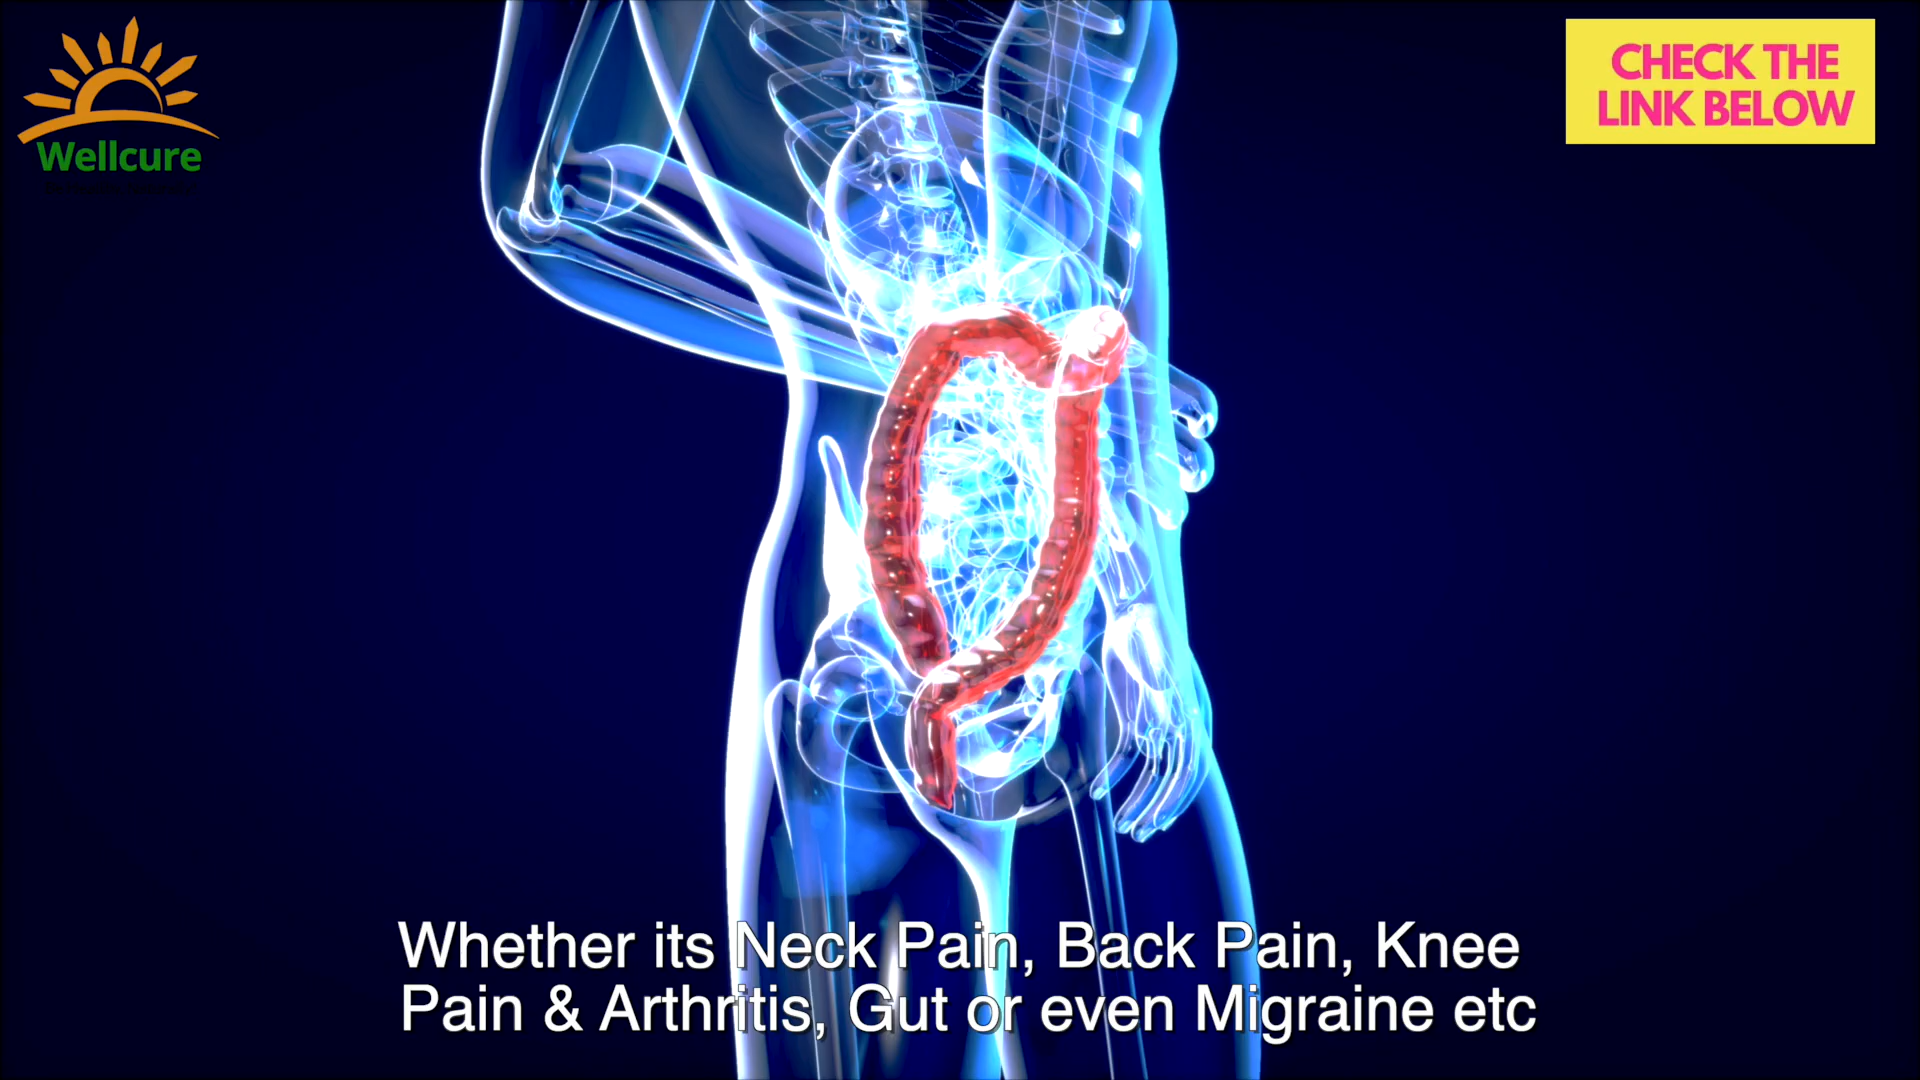 Wellcure
CHECK THE
LINK BELOW
Whether its Neck Pain, Back Pain, Knee
Pain & Arthritis, Gut or even Migraine etc